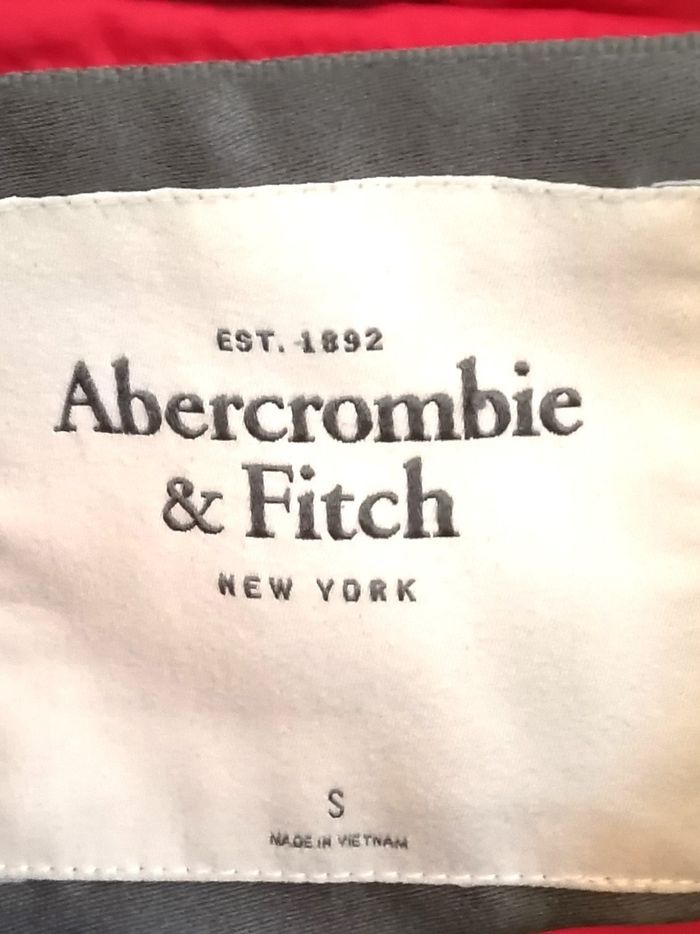 EST. 1892
Abercrombie
& Fitch
NEW YORK
S
MADE IN VIETNAM